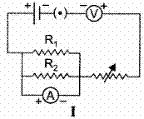 + − (•) − V +
R₁
R₂
+ A −
I